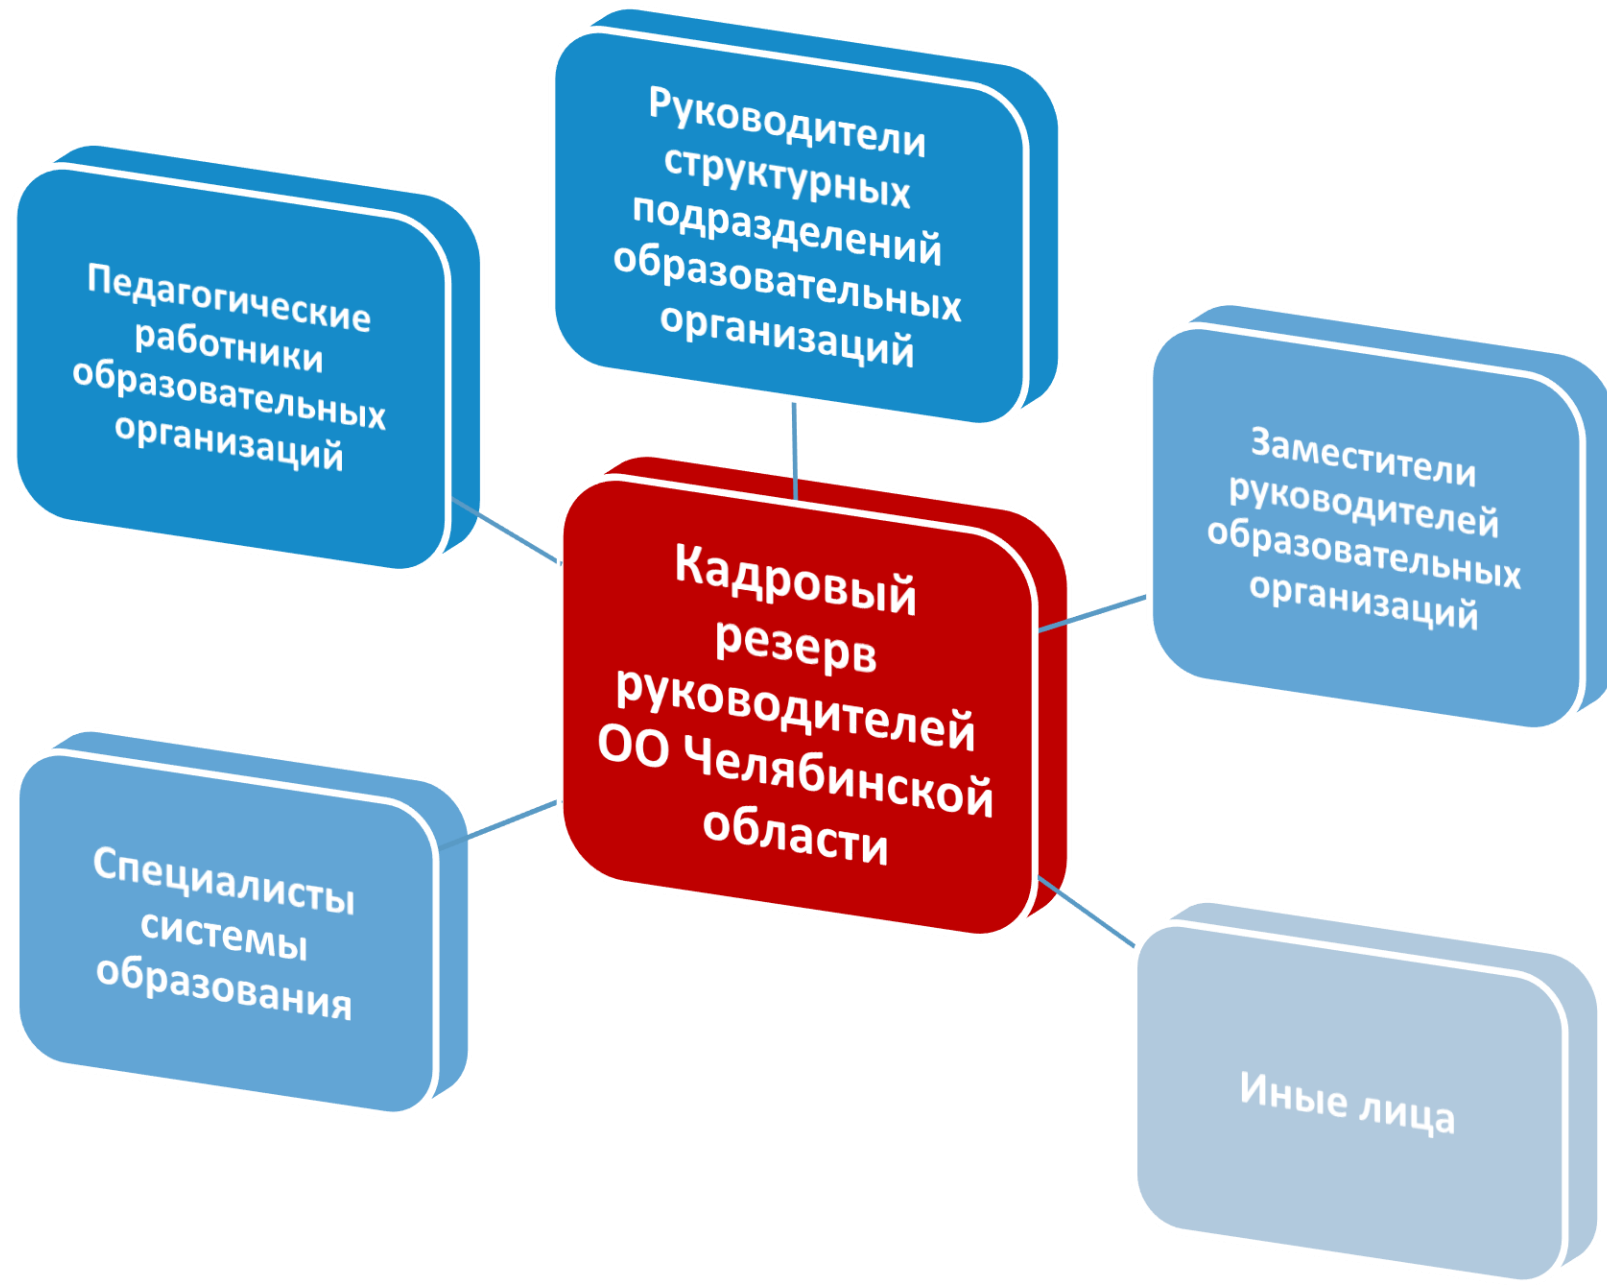 Руководители
структурных
подразделений
образовательных
организаций
Педагогические
работники
образовательных
организаций
Заместители
руководителей
образовательных
организаций
Кадровый
резерв
руководителей
ОО Челябинской
области
Специалисты
системы
образования
Иные лица